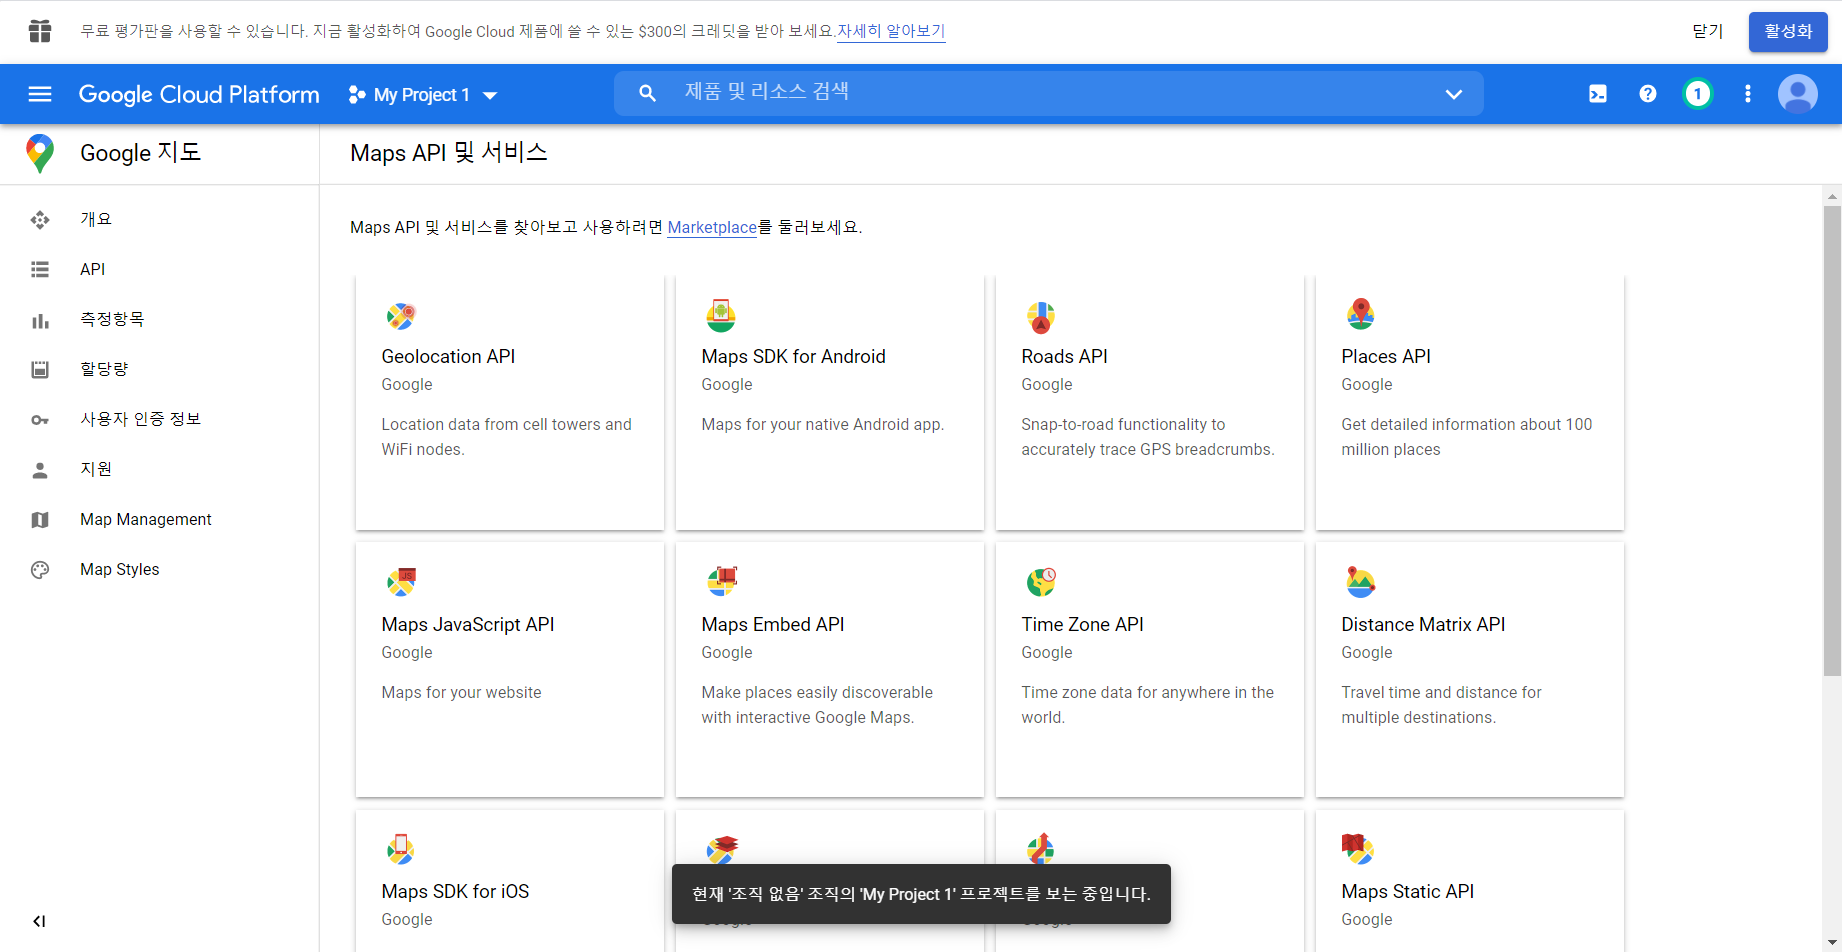 무료 평가판을 사용할 수 있습니다. 지금 활성화하여 Google Cloud 제품에 쓸 수 있는 $300의 크레딧을 받아 보세요. 자세히 알아보기
닫기
활성화
Google Cloud Platform
My Project 1
제품 및 리소스 검색
1
Google 지도
Maps API 및 서비스
개요
API
측정항목
할당량
사용자 인증 정보
지원
Map Management
Map Styles
Maps API 및 서비스를 찾아보고 사용하려면 Marketplace를 둘러보세요.
Geolocation API
Google
Location data from cell towers and
WiFi nodes.
Maps SDK for Android
Google
Maps for your native Android app.
Roads API
Google
Snap-to-road functionality to
accurately trace GPS breadcrumbs.
Places API
Google
Get detailed information about 100
million places
JS
Maps JavaScript API
Google
Maps for your website
Maps Embed API
Google
Make places easily discoverable
with interactive Google Maps.
Time Zone API
Google
Time zone data for anywhere in the
world.
Distance Matrix API
Google
Travel time and distance for
multiple destinations.
Maps SDK for iOS
Google
Maps Static API
Google
현재 '조직 없음' 조직의 'My Project 1' 프로젝트를 보는 중입니다.